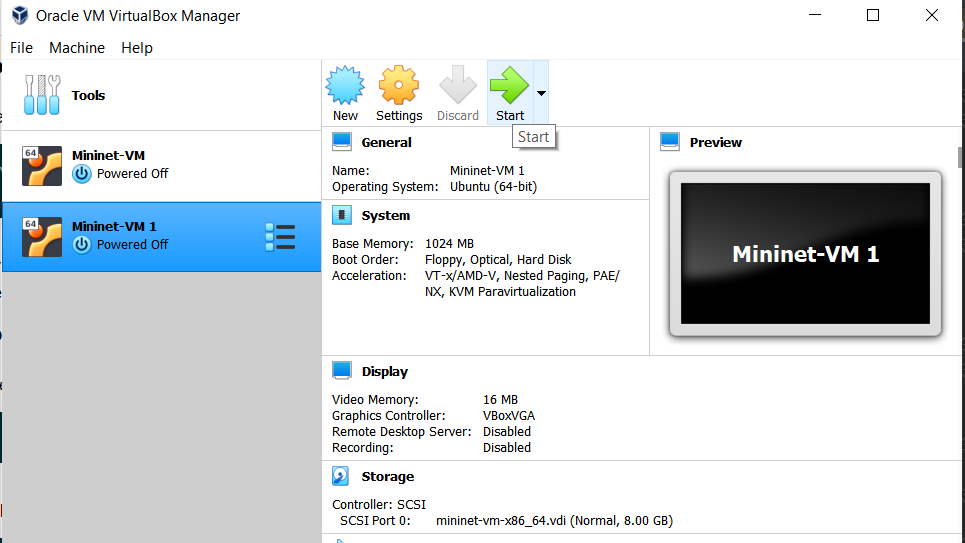 Oracle VM VirtualBox Manager
File Machine Help
Tools
New Settings Discard Start
Start
64
Mininet-VM
Powered Off
64
Mininet-VM 1
Powered Off
General
Name: Mininet-VM 1
Operating System: Ubuntu (64-bit)
System
Base Memory: 1024 MB
Boot Order: Floppy, Optical, Hard Disk
Acceleration: VT-x/AMD-V, Nested Paging, PAE/
NX, KVM Paravirtualization
Preview
Mininet-VM 1
Display
Video Memory: 16 MB
Graphics Controller: VBoxVGA
Remote Desktop Server: Disabled
Recording: Disabled
Storage
Controller: SCSI
SCSI Port 0: mininet-vm-x86_64.vdi (Normal, 8.00 GB)